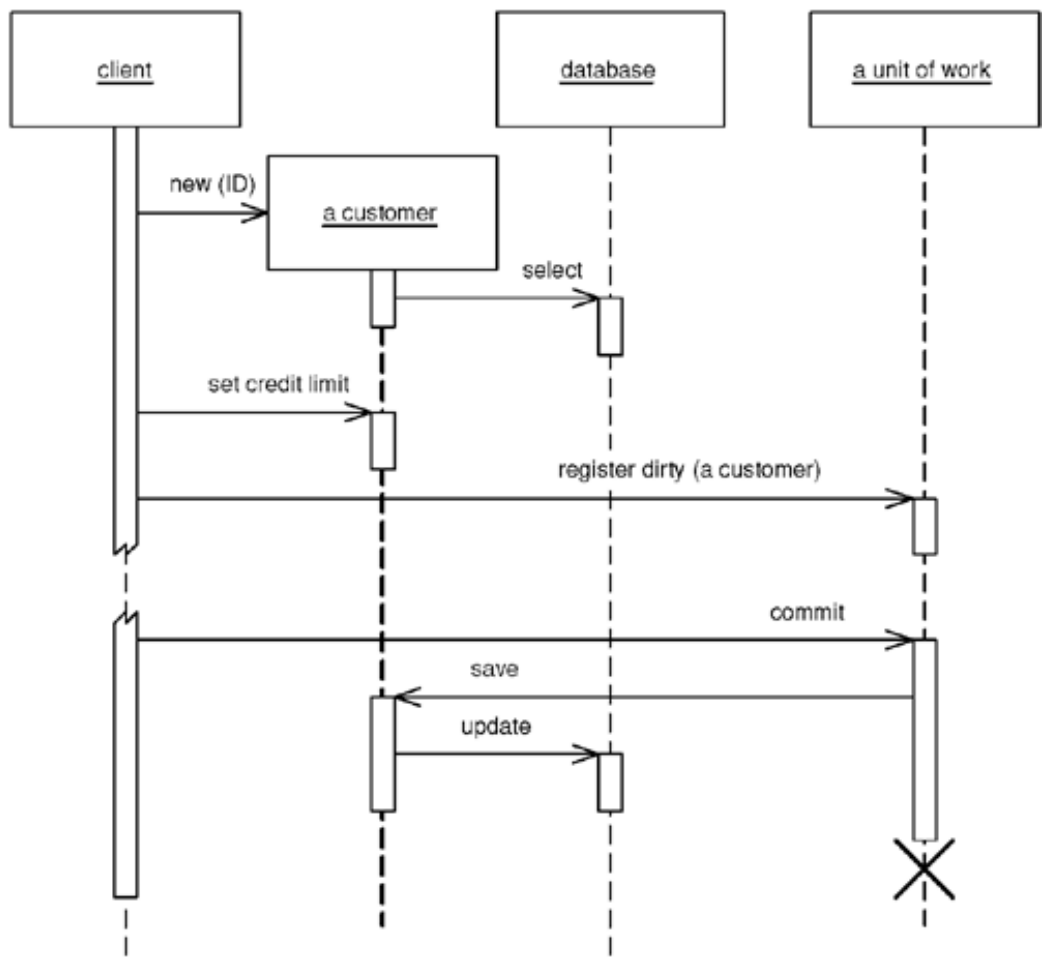 client
database
a unit of work
new (ID)
a customer
select
set credit limit
register dirty (a customer)
commit
save
update